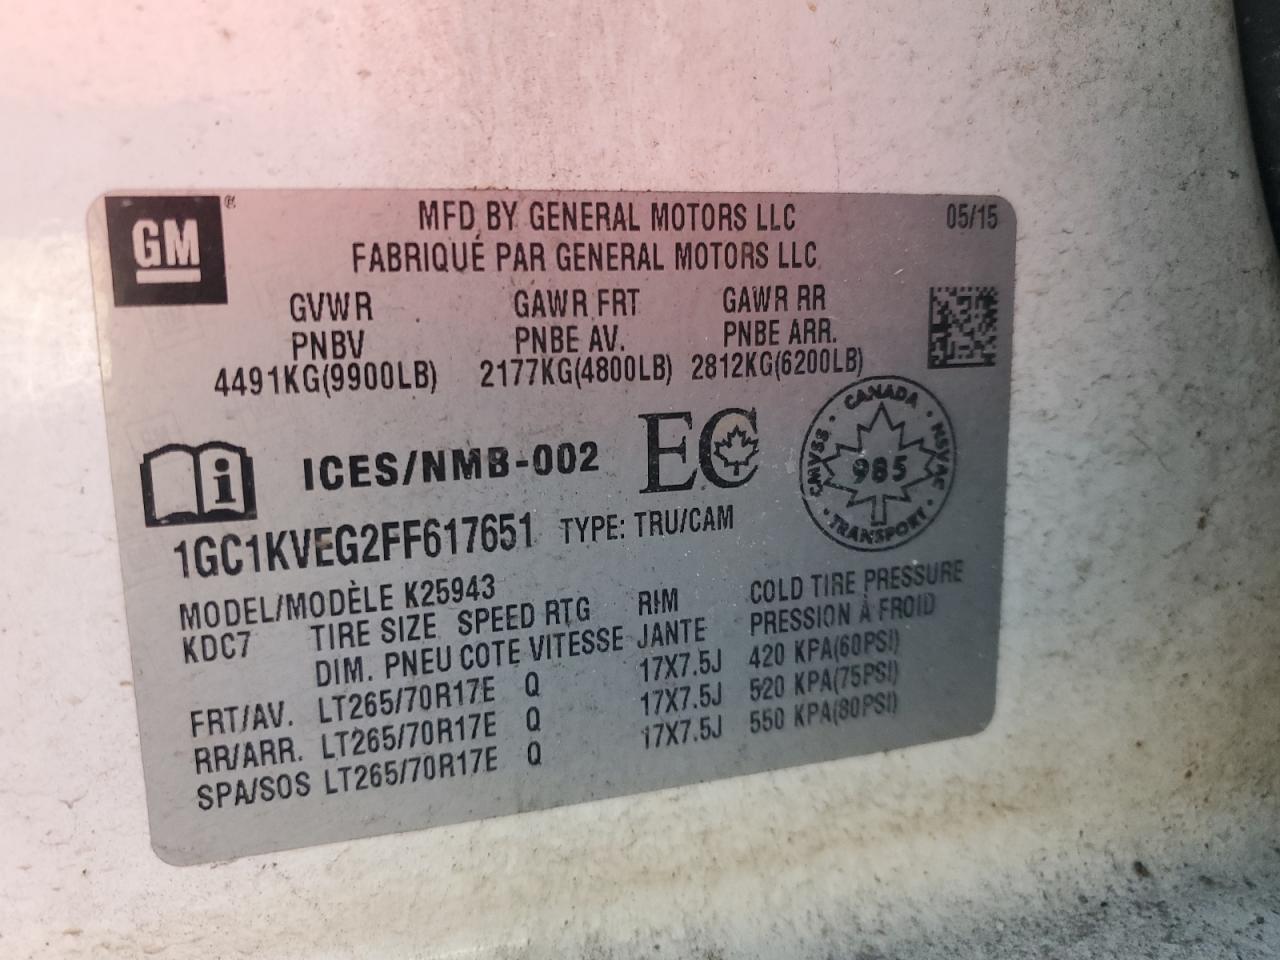 GM®
MFD BY GENERAL MOTORS LLC
05/15
FABRIQUÉ PAR GENERAL MOTORS LLC
GVWR GAWR FRT GAWR RR
PNBV PNBE AV. PNBE ARR.
4491KG(9900LB) 2177KG(4800LB) 2812KG(6200LB)
i ICES/NMB-002 EC
CANADA · NSVAC · TRANSPORT · CMVSS
985
1GC1KVEG2FF617651 TYPE: TRU/CAM
MODEL/MODÈLE K25943
KDC7 TIRE SIZE SPEED RTG RIM COLD TIRE PRESSURE
DIM. PNEU COTE VITESSE JANTE PRESSION À FROID
FRT/AV. LT265/70R17E Q 17X7.5J 420 KPA(60PSI)
RR/ARR. LT265/70R17E Q 17X7.5J 520 KPA(75PSI)
SPA/SOS LT265/70R17E Q 17X7.5J 550 KPA(80PSI)